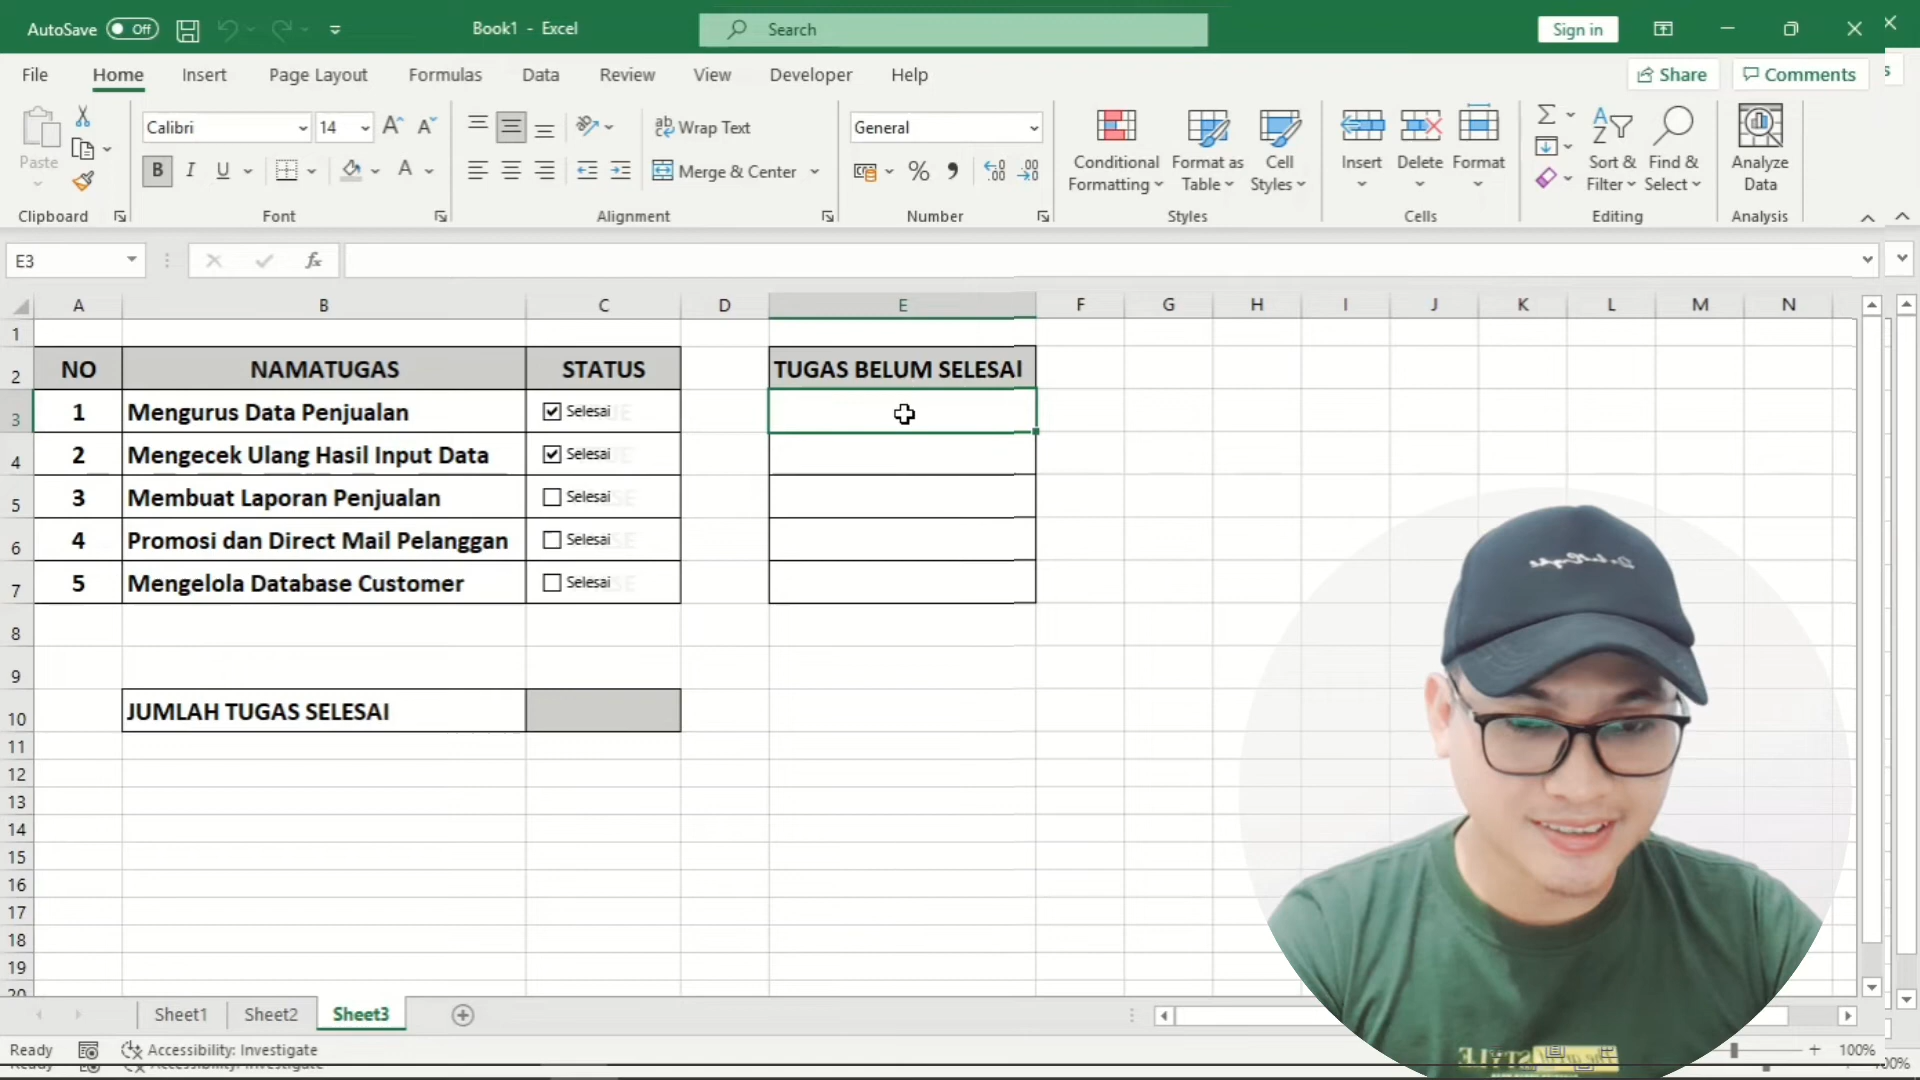 AutoSave Off Book1 - Excel Search Sign in
File Home Insert Page Layout Formulas Data Review View Developer Help Share Comments
Paste Calibri 14 Wrap Text General Conditional Formatting Format as Table Cell Styles Insert Delete Format Sort & Filter Find & Select Analyze Data
B I U A Merge & Center %
Clipboard Font Alignment Number Styles Cells Editing Analysis
E3 fx
A B C D E F G H I J K L M N
1
2 NO NAMATUGAS STATUS TUGAS BELUM SELESAI
3 1 Mengurus Data Penjualan Selesai
4 2 Mengecek Ulang Hasil Input Data Selesai
5 3 Membuat Laporan Penjualan Selesai
6 4 Promosi dan Direct Mail Pelanggan Selesai
7 5 Mengelola Database Customer Selesai
8
9
10 JUMLAH TUGAS SELESAI
11
12
13
14
15
16
17
18
19
20
Sheet1 Sheet2 Sheet3
Ready Accessibility: Investigate 100%